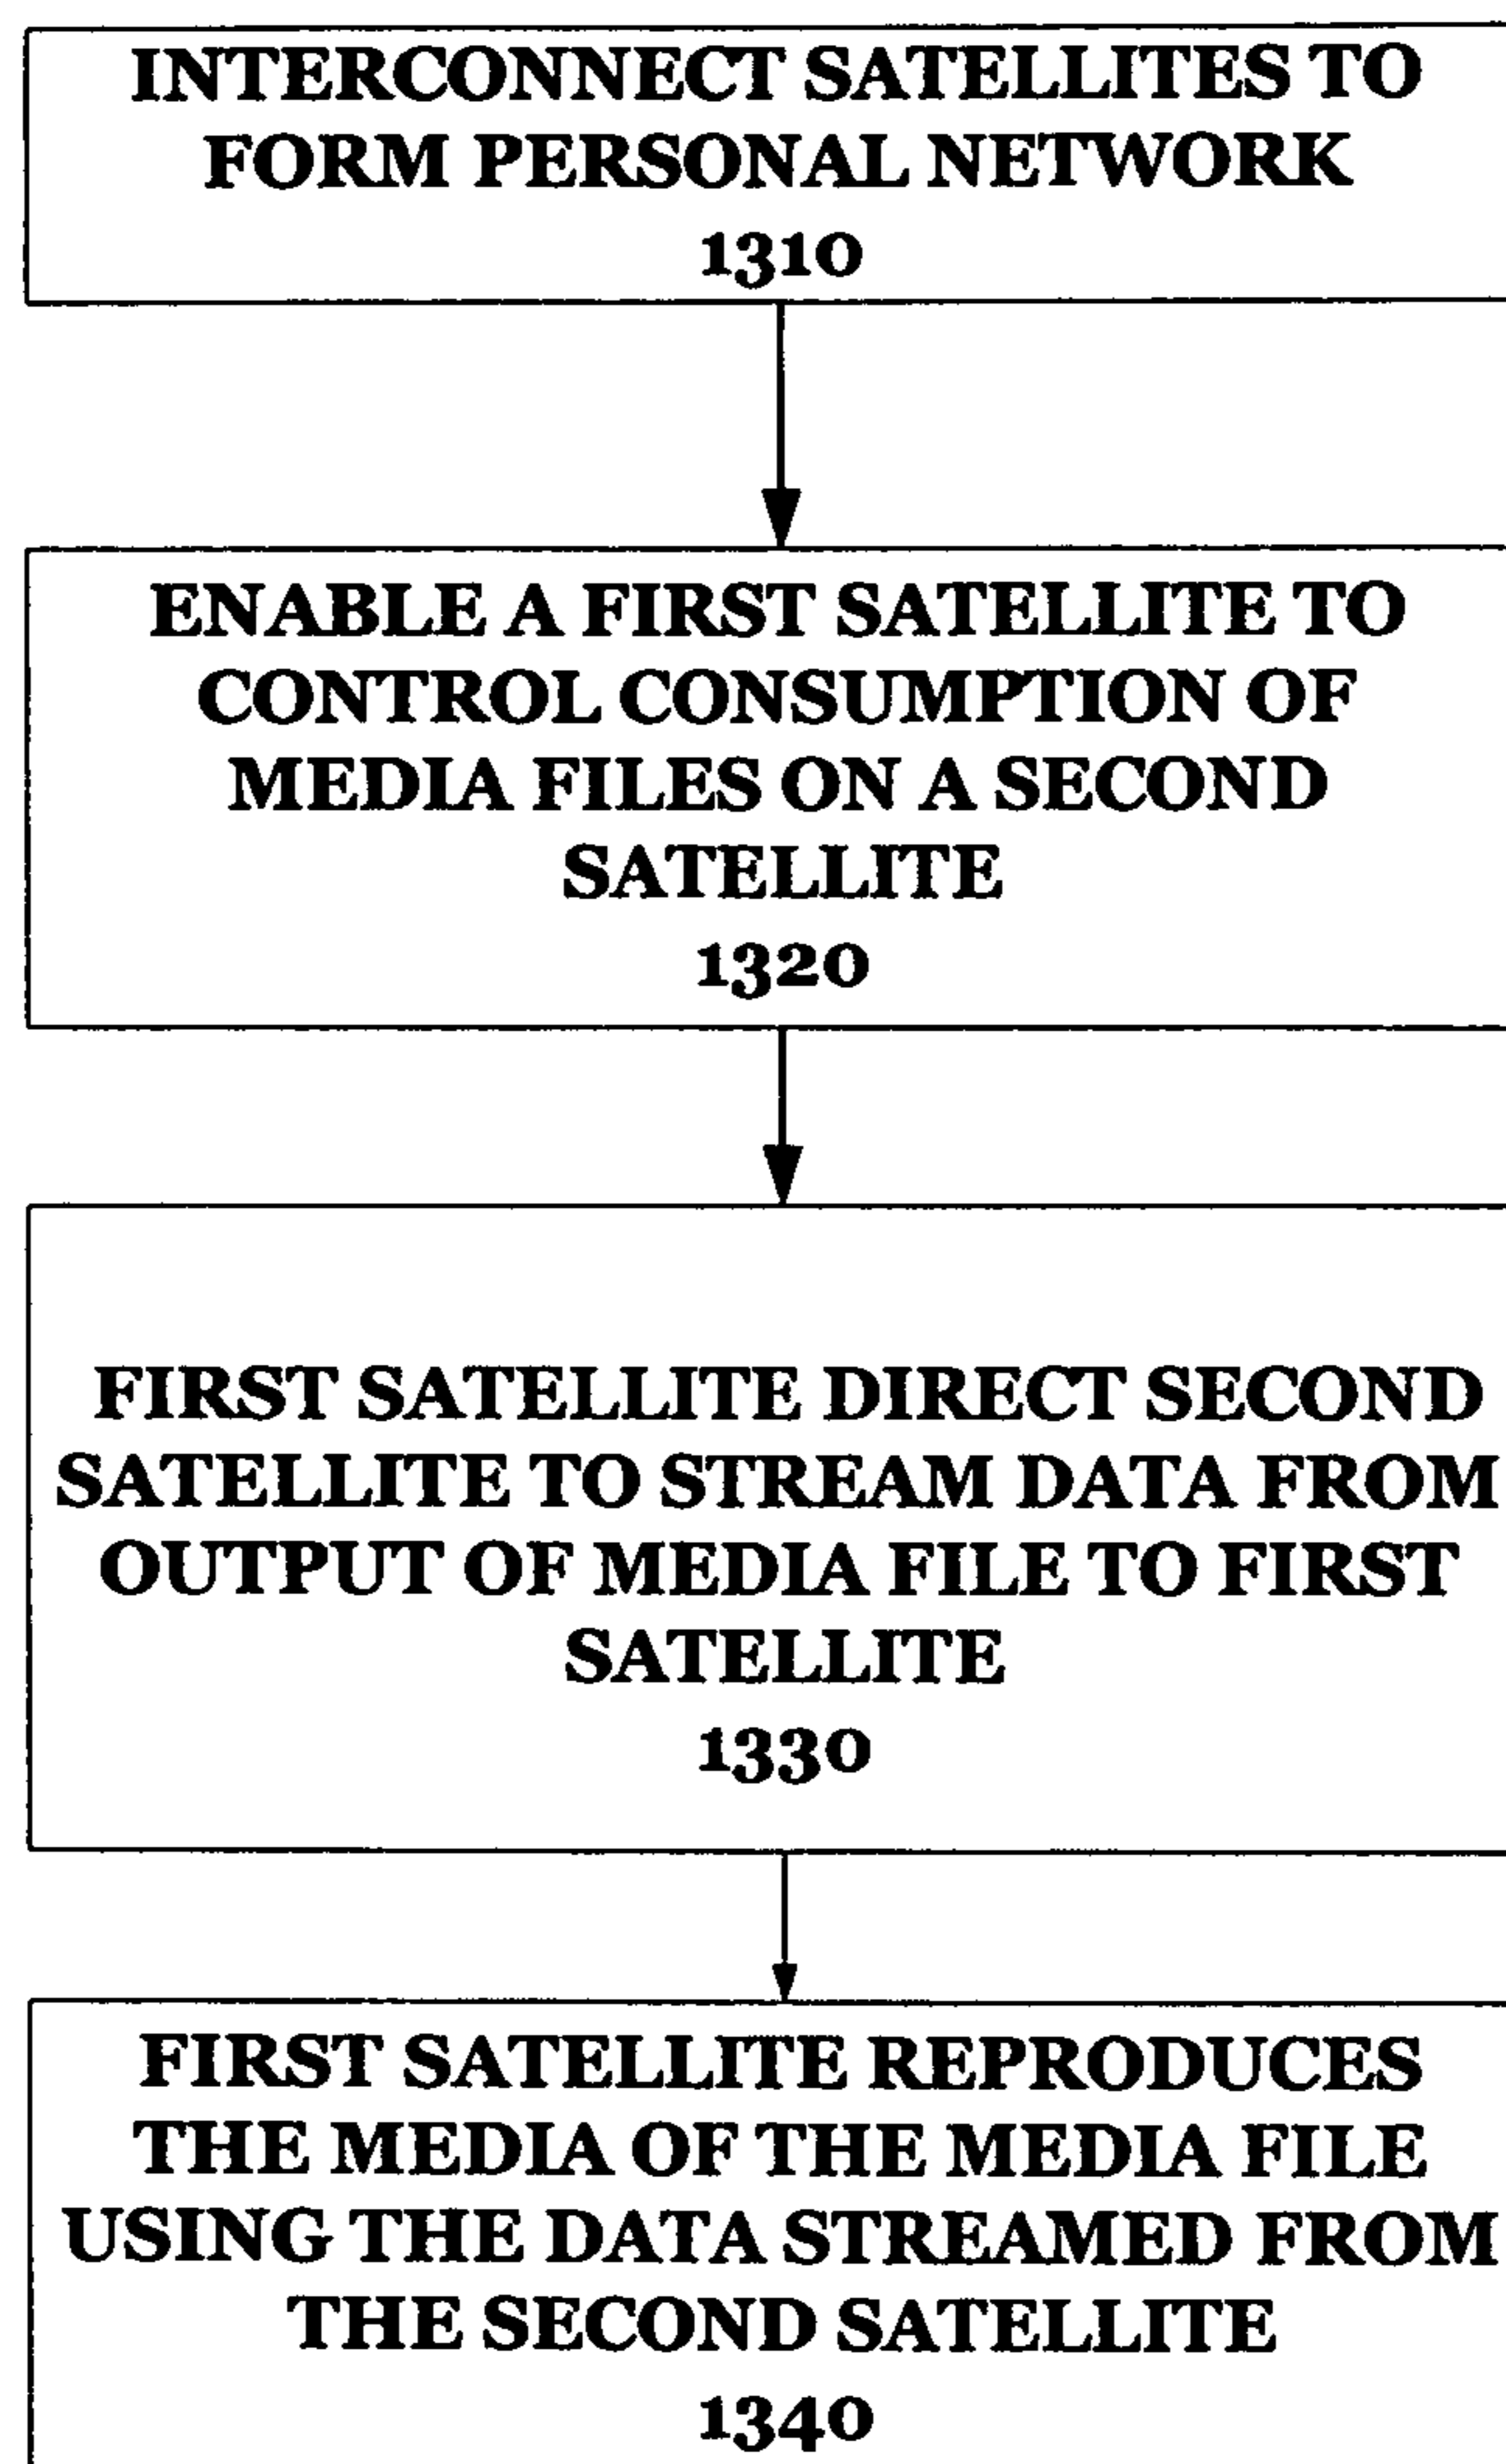 INTERCONNECT SATELLITES TO
FORM PERSONAL NETWORK
1310
ENABLE A FIRST SATELLITE TO
CONTROL CONSUMPTION OF
MEDIA FILES ON A SECOND
SATELLITE
1320
FIRST SATELLITE DIRECT SECOND
SATELLITE TO STREAM DATA FROM
OUTPUT OF MEDIA FILE TO FIRST
SATELLITE
1330
FIRST SATELLITE REPRODUCES
THE MEDIA OF THE MEDIA FILE
USING THE DATA STREAMED FROM
THE SECOND SATELLITE
1340